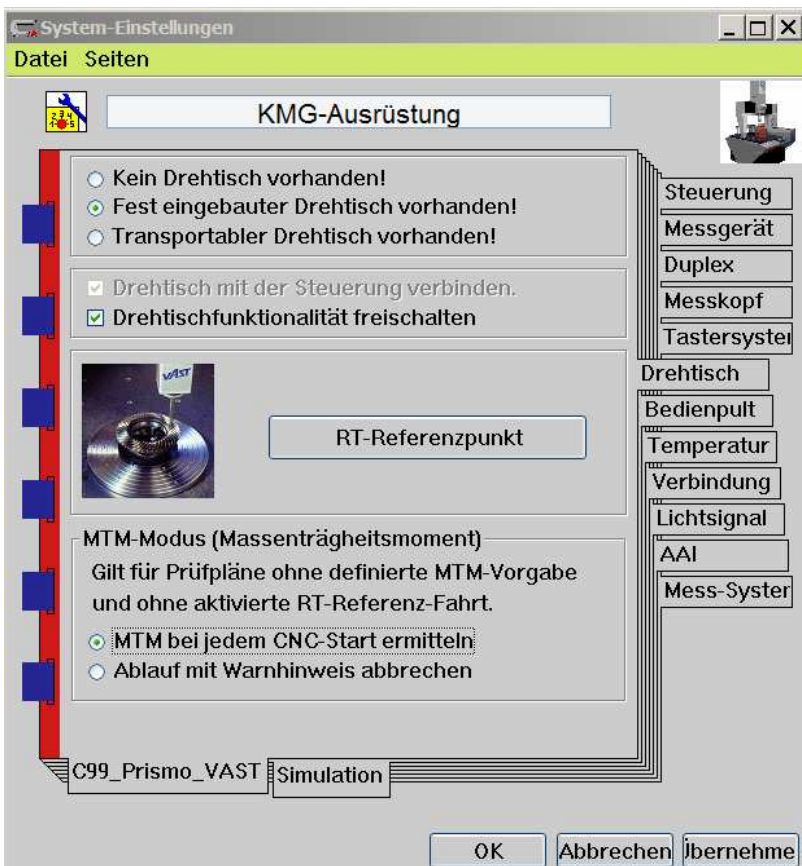 System-Einstellungen
Datei Seiten
KMG-Ausrüstung
Kein Drehtisch vorhanden!
Fest eingebauter Drehtisch vorhanden!
Transportabler Drehtisch vorhanden!
Drehtisch mit der Steuerung verbinden.
Drehtischfunktionalität freischalten
VAST
RT-Referenzpunkt
MTM-Modus (Massenträgheitsmoment)
Gilt für Prüfpläne ohne definierte MTM-Vorgabe
und ohne aktivierte RT-Referenz-Fahrt.
MTM bei jedem CNC-Start ermitteln
Ablauf mit Warnhinweis abbrechen
Steuerung
Messgerät
Duplex
Messkopf
Tastersyster
Drehtisch
Bedienpult
Temperatur
Verbindung
Lichtsignal
AAI
Mess-Syster
C99_Prismo_VAST
Simulation
OK
Abbrechen
Übernehme